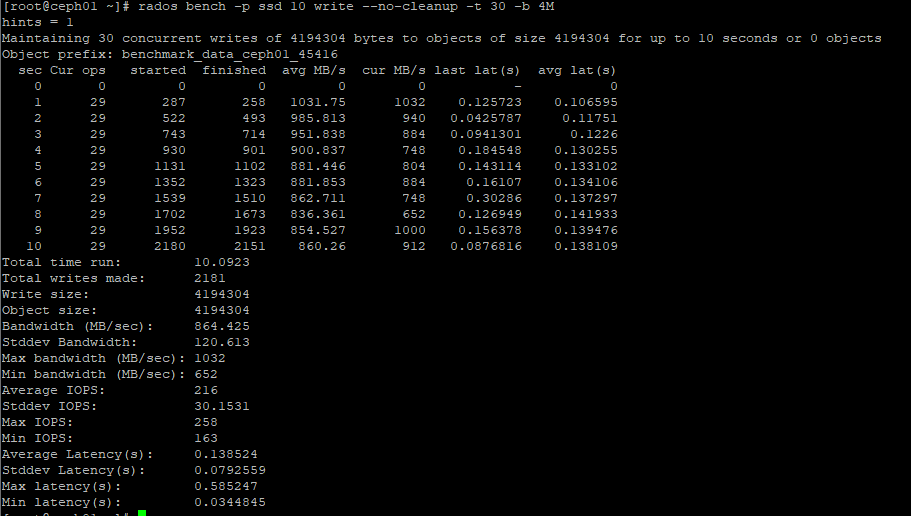 [root@ceph01 ~]# rados bench -p ssd 10 write --no-cleanup -t 30 -b 4M
hints = 1
Maintaining 30 concurrent writes of 4194304 bytes to objects of size 4194304 for up to 10 seconds or 0 objects
Object prefix: benchmark_data_ceph01_45416
sec Cur ops started finished avg MB/s cur MB/s last lat(s) avg lat(s)
0 0 0 0 0 0 - 0
1 29 287 258 1031.75 1032 0.125723 0.106595
2 29 522 493 985.813 940 0.0425787 0.11751
3 29 743 714 951.838 884 0.0941301 0.1226
4 29 930 901 900.837 748 0.184548 0.130255
5 29 1131 1102 881.446 804 0.143114 0.133102
6 29 1352 1323 881.853 884 0.16107 0.134106
7 29 1539 1510 862.711 748 0.30286 0.137297
8 29 1702 1673 836.361 652 0.126949 0.141933
9 29 1952 1923 854.527 1000 0.156378 0.139476
10 29 2180 2151 860.26 912 0.0876816 0.138109
Total time run: 10.0923
Total writes made: 2181
Write size: 4194304
Object size: 4194304
Bandwidth (MB/sec): 864.425
Stddev Bandwidth: 120.613
Max bandwidth (MB/sec): 1032
Min bandwidth (MB/sec): 652
Average IOPS: 216
Stddev IOPS: 30.1531
Max IOPS: 258
Min IOPS: 163
Average Latency(s): 0.138524
Stddev Latency(s): 0.0792559
Max latency(s): 0.585247
Min latency(s): 0.0344845